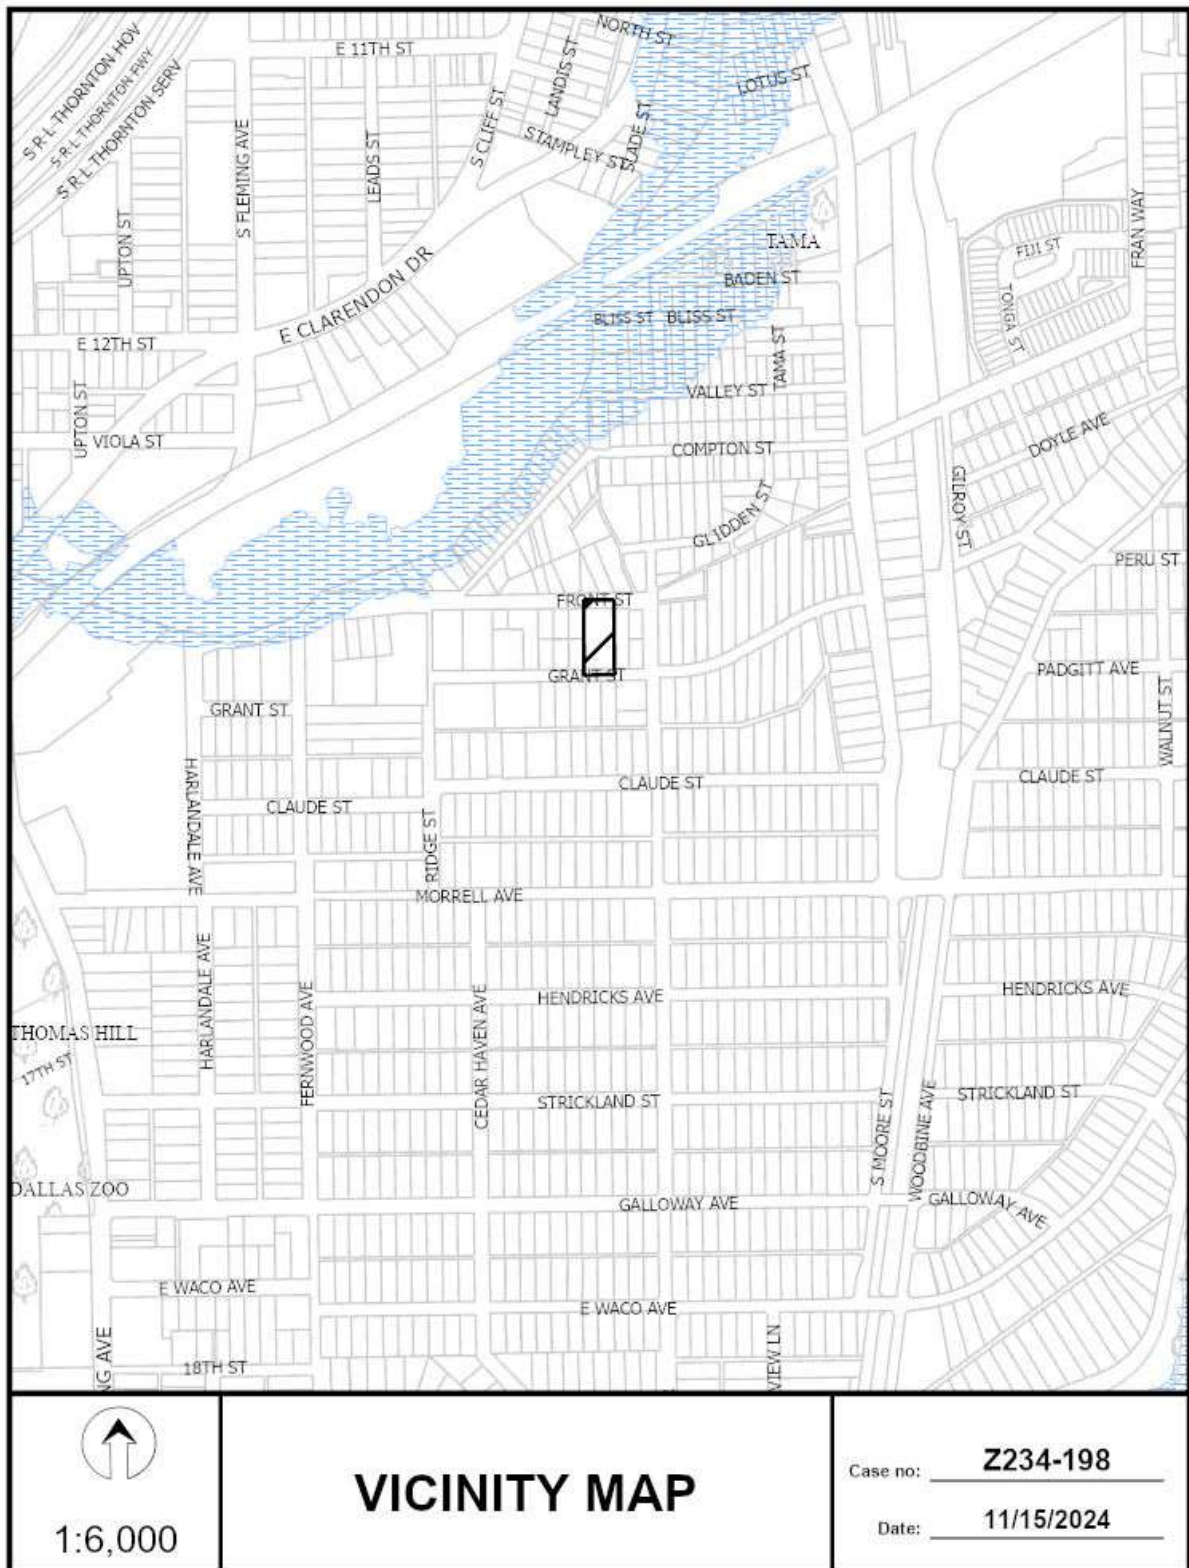 NORTH ST
E 11TH ST
S R L THORNTON HOV
S R L THORNTON FWY
S R L THORNTON SERV
LANDIS ST
LOTUS ST
S CLIFF ST
SLADE ST
STAMPLEY ST
S FLEMING AVE
LEADS ST
UPTON ST
FRAN WAY
TAMA
FIJI ST
E CLARENDON DR
BADEN ST
TONGA ST
BLISS ST
BLISS ST
E 12TH ST
TAMA ST
VALLEY ST
UPTON ST
VIOLA ST
COMPTON ST
DOYLE AVE
GLIDDEN ST
GILROY ST
PERU ST
FRONT ST
GRANT ST
PADGITT AVE
GRANT ST
WALNUT ST
CLAUDE ST
CLAUDE ST
CLAUDE ST
HARLANDALE AVE
RIDGE ST
MORRELL AVE
HARLANDALE AVE
FERNWOOD AVE
CEDAR HAVEN AVE
HENDRICKS AVE
HENDRICKS AVE
THOMAS HILL
17TH ST
STRICKLAND ST
STRICKLAND ST
S MOORE ST
WOODBINE AVE
DALLAS ZOO
GALLOWAY AVE
GALLOWAY AVE
E WACO AVE
E WACO AVE
NG AVE
18TH ST
VIEW LN
1:6,000
VICINITY MAP
Case no: Z234-198
Date: 11/15/2024